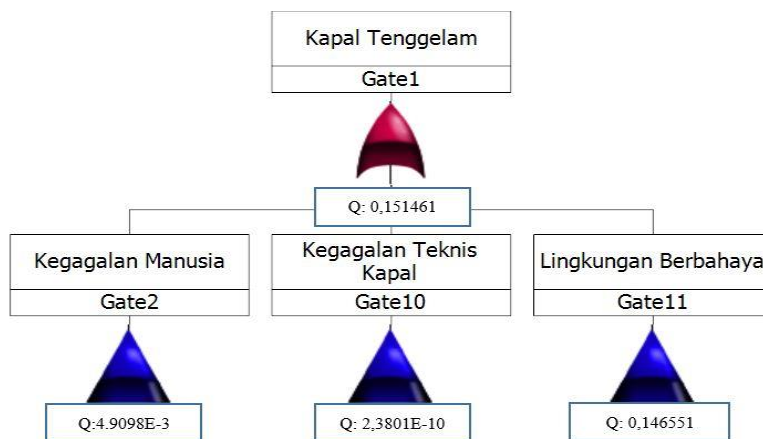 Kapal Tenggelam
Gate1
Q: 0,151461
Kegagalan Manusia
Gate2
Q:4.9098E-3
Kegagalan Teknis
Kapal
Gate10
Q: 2,3801E-10
Lingkungan Berbahaya
Gate11
Q: 0,146551